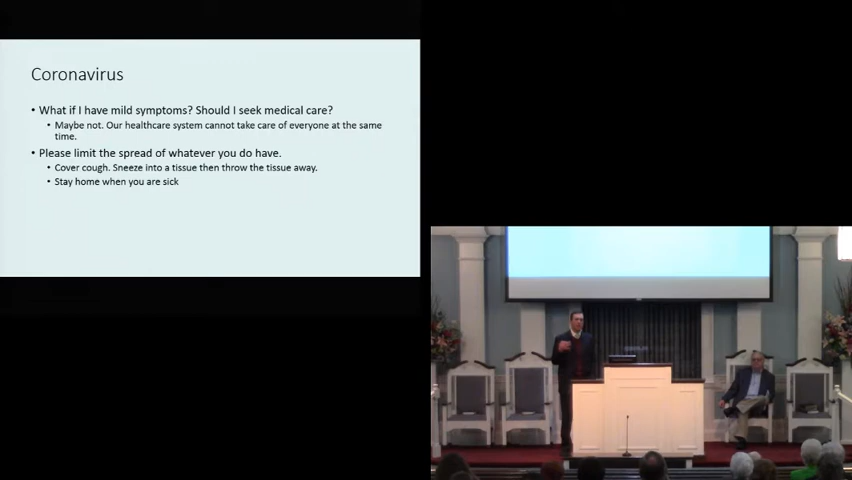 Coronavirus
• What if I have mild symptoms? Should I seek medical care?
• Maybe not. Our healthcare system cannot take care of everyone at the same
time.
• Please limit the spread of whatever you do have.
• Cover cough. Sneeze into a tissue then throw the tissue away.
• Stay home when you are sick